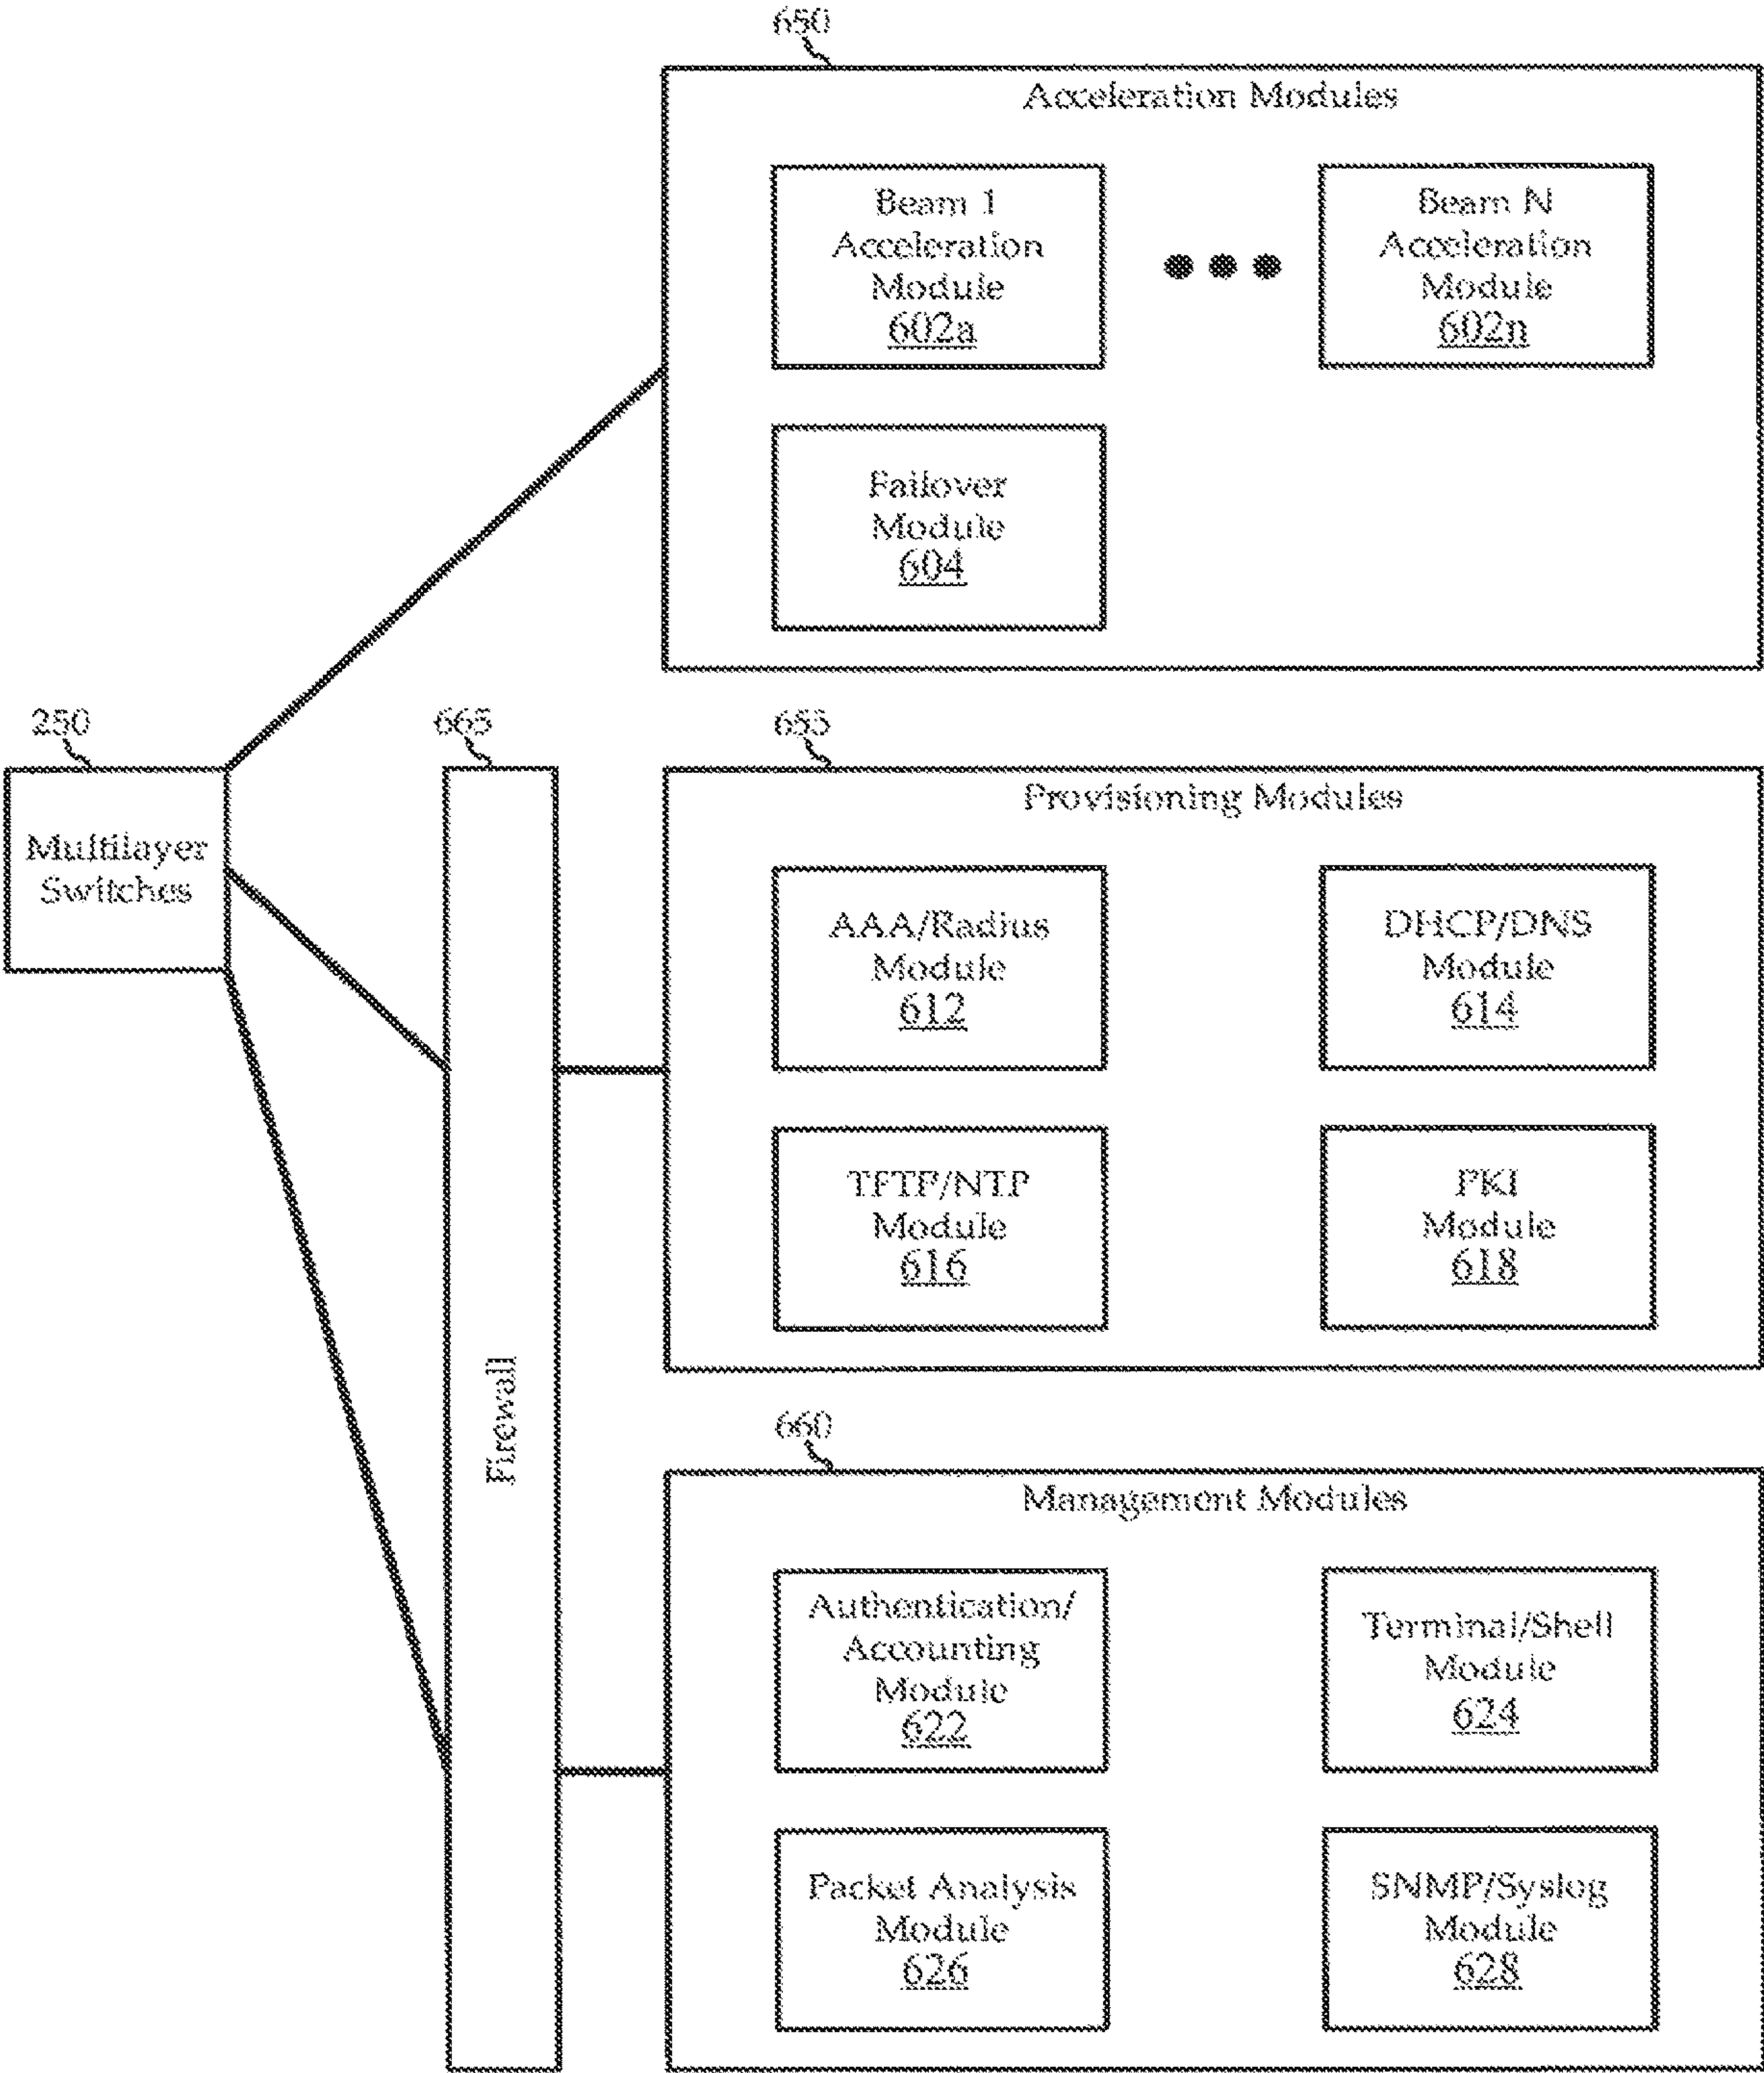 650
Acceleration Modules
Beam 1
Acceleration
Module
602a
Beam N
Acceleration
Module
602n
Failover
Module
604
250
Multilayer
Switches
665
Firewall
655
Provisioning Modules
AAA/Radius
Module
612
DHCP/DNS
Module
614
TFTP/NTP
Module
616
PKI
Module
618
660
Management Modules
Authentication/
Accounting
Module
622
Terminal/Shell
Module
624
Packet Analysis
Module
626
SNMP/Syslog
Module
628